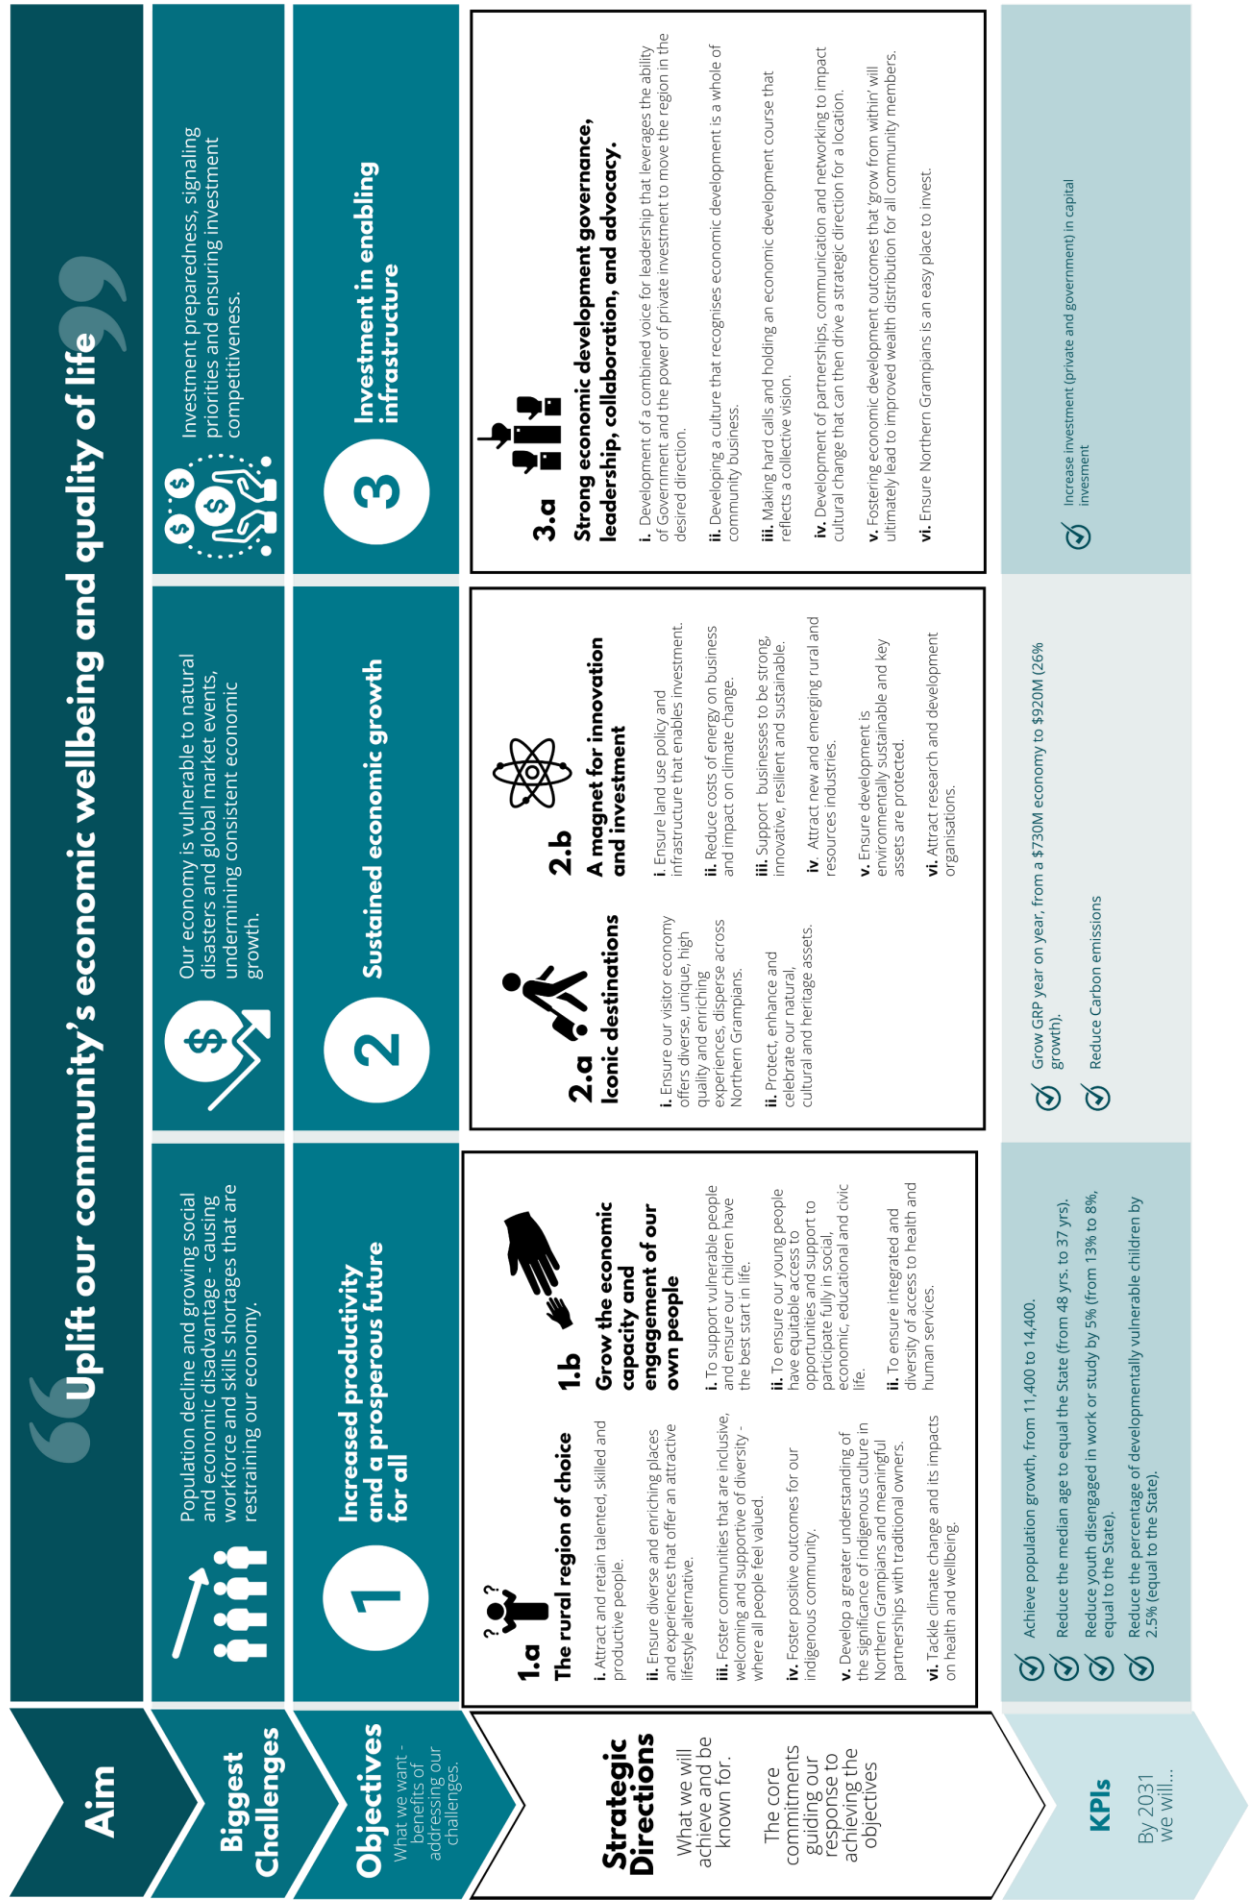 Aim
“Uplift our community’s economic wellbeing and quality of life”
Biggest
Challenges
Population decline and growing social
and economic disadvantage - causing
workforce and skills shortages that are
restraining our economy.
$
Our economy is vulnerable to natural
disasters and global market events,
undermining consistent economic
growth.
$ $ $
Investment preparedness, signaling
priorities and ensuring investment
competitiveness.
Objectives
What we want -
benefits of
addressing our
challenges.
1
Increased productivity
and a prosperous future
for all
2
Sustained economic growth
3
Investment in enabling
infrastructure
Strategic
Directions
What we will
achieve and be
known for.
The core
commitments
guiding our
response to
achieving the
objectives
1.a
? ?
The rural region of choice
i. Attract and retain talented, skilled and
productive people.
ii. Ensure diverse and enriching places
and experiences that offer an attractive
lifestyle alternative.
iii. Foster communities that are inclusive,
welcoming and supportive of diversity -
where all people feel valued.
iv. Foster positive outcomes for our
indigenous community.
v. Develop a greater understanding of
the significance of indigenous culture in
Northern Grampians and meaningful
partnerships with traditional owners.
vi. Tackle climate change and its impacts
on health and wellbeing.
1.b
Grow the economic
capacity and
engagement of our
own people
i. To support vulnerable people
and ensure our children have
the best start in life.
ii. To ensure our young people
have equitable access to
opportunities and support to
participate fully in social,
economic, educational and civic
life.
ii. To ensure integrated and
diversity of access to health and
human services.
2.a
Iconic destinations
i. Ensure our visitor economy
offers diverse, unique, high
quality and enriching
experiences, disperse across
Northern Grampians.
ii. Protect, enhance and
celebrate our natural,
cultural and heritage assets.
2.b
A magnet for innovation
and investment
i. Ensure land use policy and
infrastructure that enables investment.
ii. Reduce costs of energy on business
and impact on climate change.
iii. Support businesses to be strong,
innovative, resilient and sustainable.
iv. Attract new and emerging rural and
resources industries.
v. Ensure development is
environmentally sustainable and key
assets are protected.
vi. Attract research and development
organisations.
3.a
Strong economic development governance,
leadership, collaboration, and advocacy.
i. Development of a combined voice for leadership that leverages the ability
of Government and the power of private investment to move the region in the
desired direction.
ii. Developing a culture that recognises economic development is a whole of
community business.
iii. Making hard calls and holding an economic development course that
reflects a collective vision.
iv. Development of partnerships, communication and networking to impact
cultural change that can then drive a strategic direction for a location.
v. Fostering economic development outcomes that ‘grow from within’ will
ultimately lead to improved wealth distribution for all community members.
vi. Ensure Northern Grampians is an easy place to invest.
KPIs
By 2031
we will...
Achieve population growth, from 11,400 to 14,400.
Reduce the median age to equal the State (from 48 yrs. to 37 yrs).
Reduce youth disengaged in work or study by 5% (from 13% to 8%,
equal to the State).
Reduce the percentage of developmentally vulnerable children by
2.5% (equal to the State).
Grow GRP year on year, from a $730M economy to $920M (26%
growth).
Reduce Carbon emissions
Increase investment (private and government) in capital
invesment